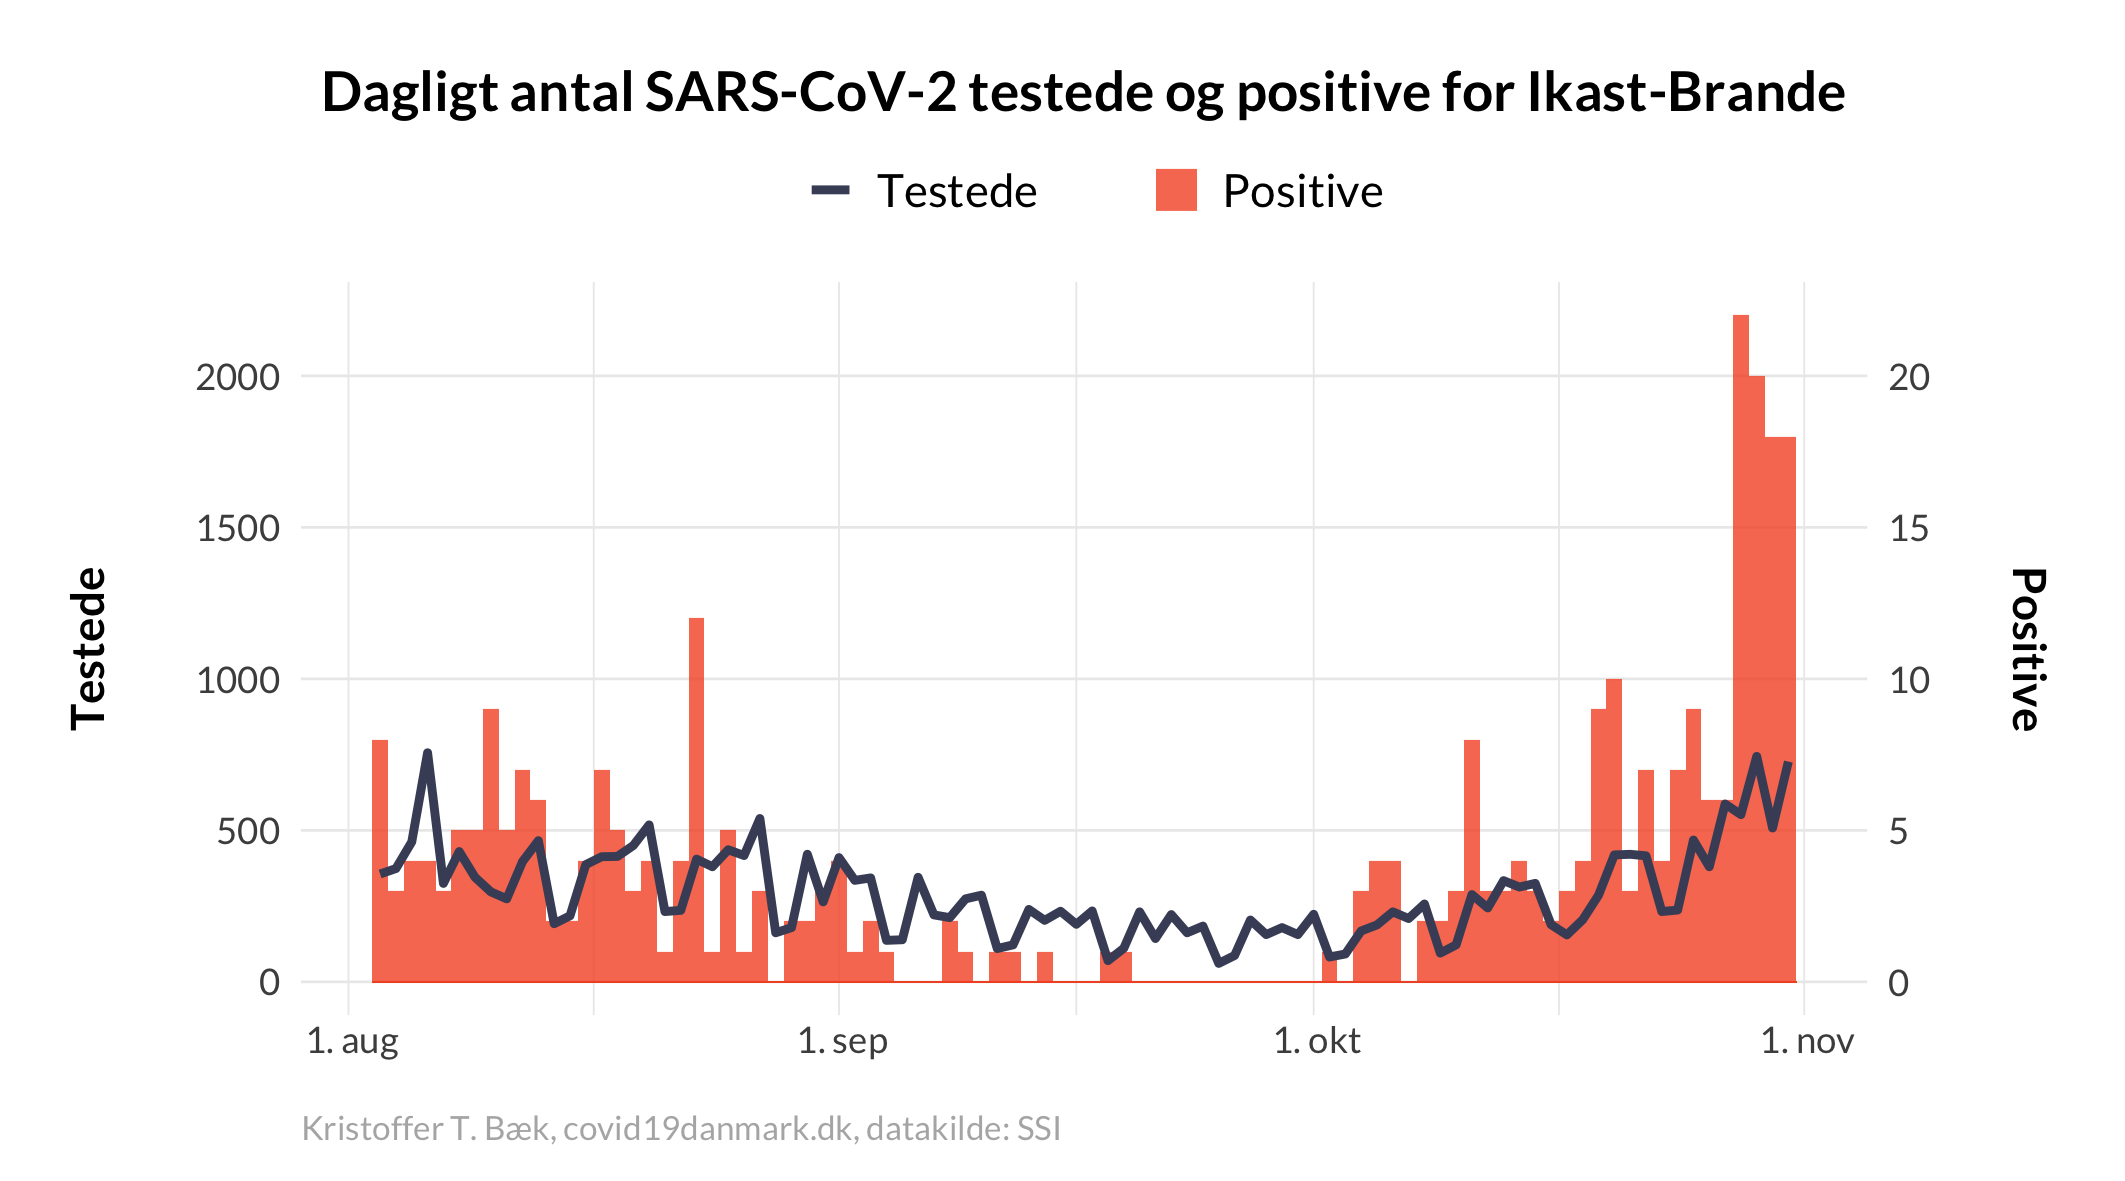 Dagligt antal SARS-CoV-2 testede og positive for Ikast-Brande
Testede
Positive
2000
1500
1000
500
0
20
15
10
5
0
Testede
Positive
1. aug
1. sep
1. okt
1. nov
Kristoffer T. Bæk, covid19danmark.dk, datakilde: SSI